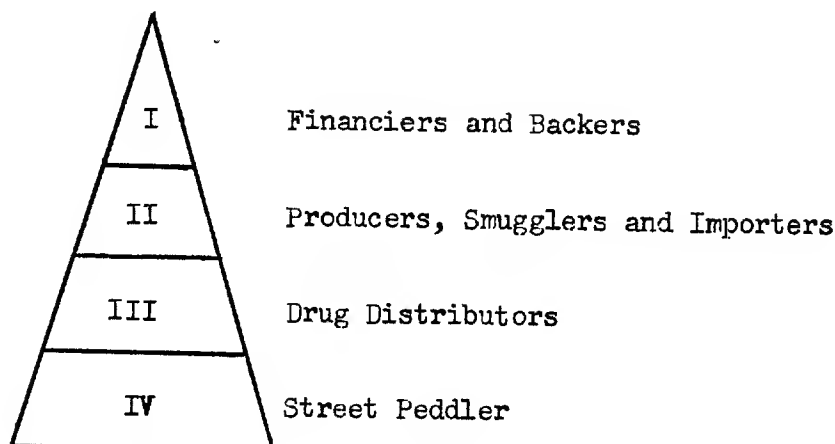 I Financiers and Backers
II Producers, Smugglers and Importers
III Drug Distributors
IV Street Peddler